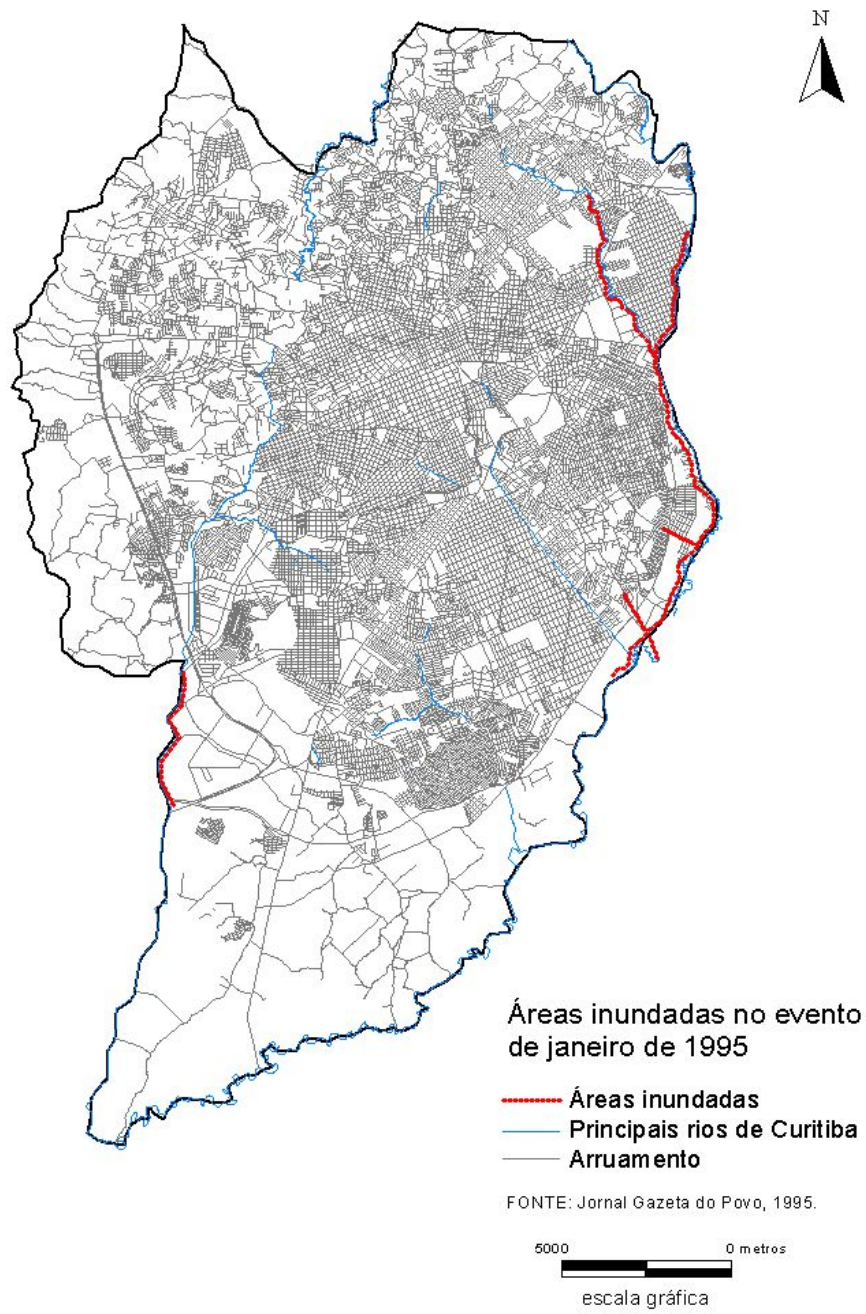 N
Áreas inundadas no evento
de janeiro de 1995
Áreas inundadas
Principais rios de Curitiba
Arruamento
FONTE: Jornal Gazeta do Povo, 1995.
5000 0 metros
escala gráfica